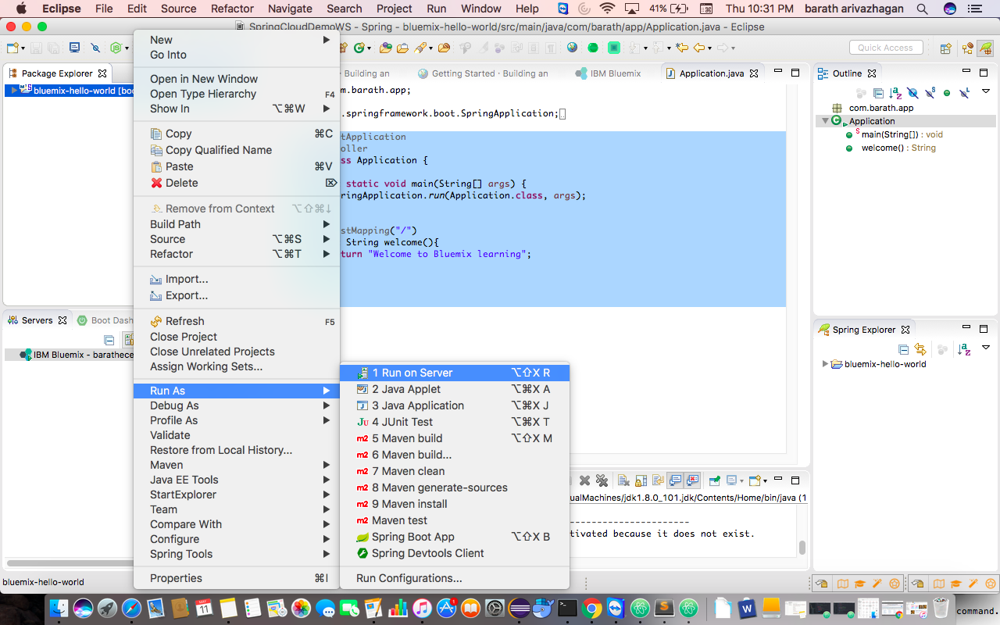 Eclipse File Edit Source Refactor Navigate Search Project Run Window Help 41% Thu 10:31 PM barath arivazhagan
SpringCloudDemoWS - Spring - bluemix-hello-world/src/main/java/com/barath/app/Application.java - Eclipse
Quick Access
Package Explorer
bluemix-hello-world [boo
Servers
Boot Dash
IBM Bluemix - barathece
bluemix-hello-world
New
Go Into
Open in New Window
Open Type Hierarchy F4
Show In ⌥⌘W
Copy ⌘C
Copy Qualified Name
Paste ⌘V
Delete ⌦
Remove from Context ⌥⇧⌘↓
Build Path
Source ⌥⌘S
Refactor ⌥⌘T
Import...
Export...
Refresh F5
Close Project
Close Unrelated Projects
Assign Working Sets...
Run As
Debug As
Profile As
Validate
Restore from Local History...
Maven
Java EE Tools
StartExplorer
Team
Compare With
Configure
Spring Tools
Properties ⌘I
1 Run on Server ⌥⇧X R
2 Java Applet ⌥⌘X A
3 Java Application ⌥⌘X J
4 JUnit Test ⌥⌘X T
5 Maven build ⌥⇧X M
6 Maven build...
7 Maven clean
8 Maven generate-sources
9 Maven install
Maven test
Spring Boot App ⌥⇧X B
Spring Devtools Client
Run Configurations...
Building an
Getting Started · Building an
IBM Bluemix
Application.java
m.barath.app;
.springframework.boot.SpringApplication;
tApplication
oller
ss Application {
static void main(String[] args) {
ringApplication.run(Application.class, args);
stMapping("/")
String welcome(){
turn "Welcome to Bluemix learning";
ualMachines/jdk1.8.0_101.jdk/Contents/Home/bin/java (1
----------------------
tivated because it does not exist.
Outline
com.barath.app
Application
main(String[]) : void
welcome() : String
Spring Explorer
bluemix-hello-world
command.